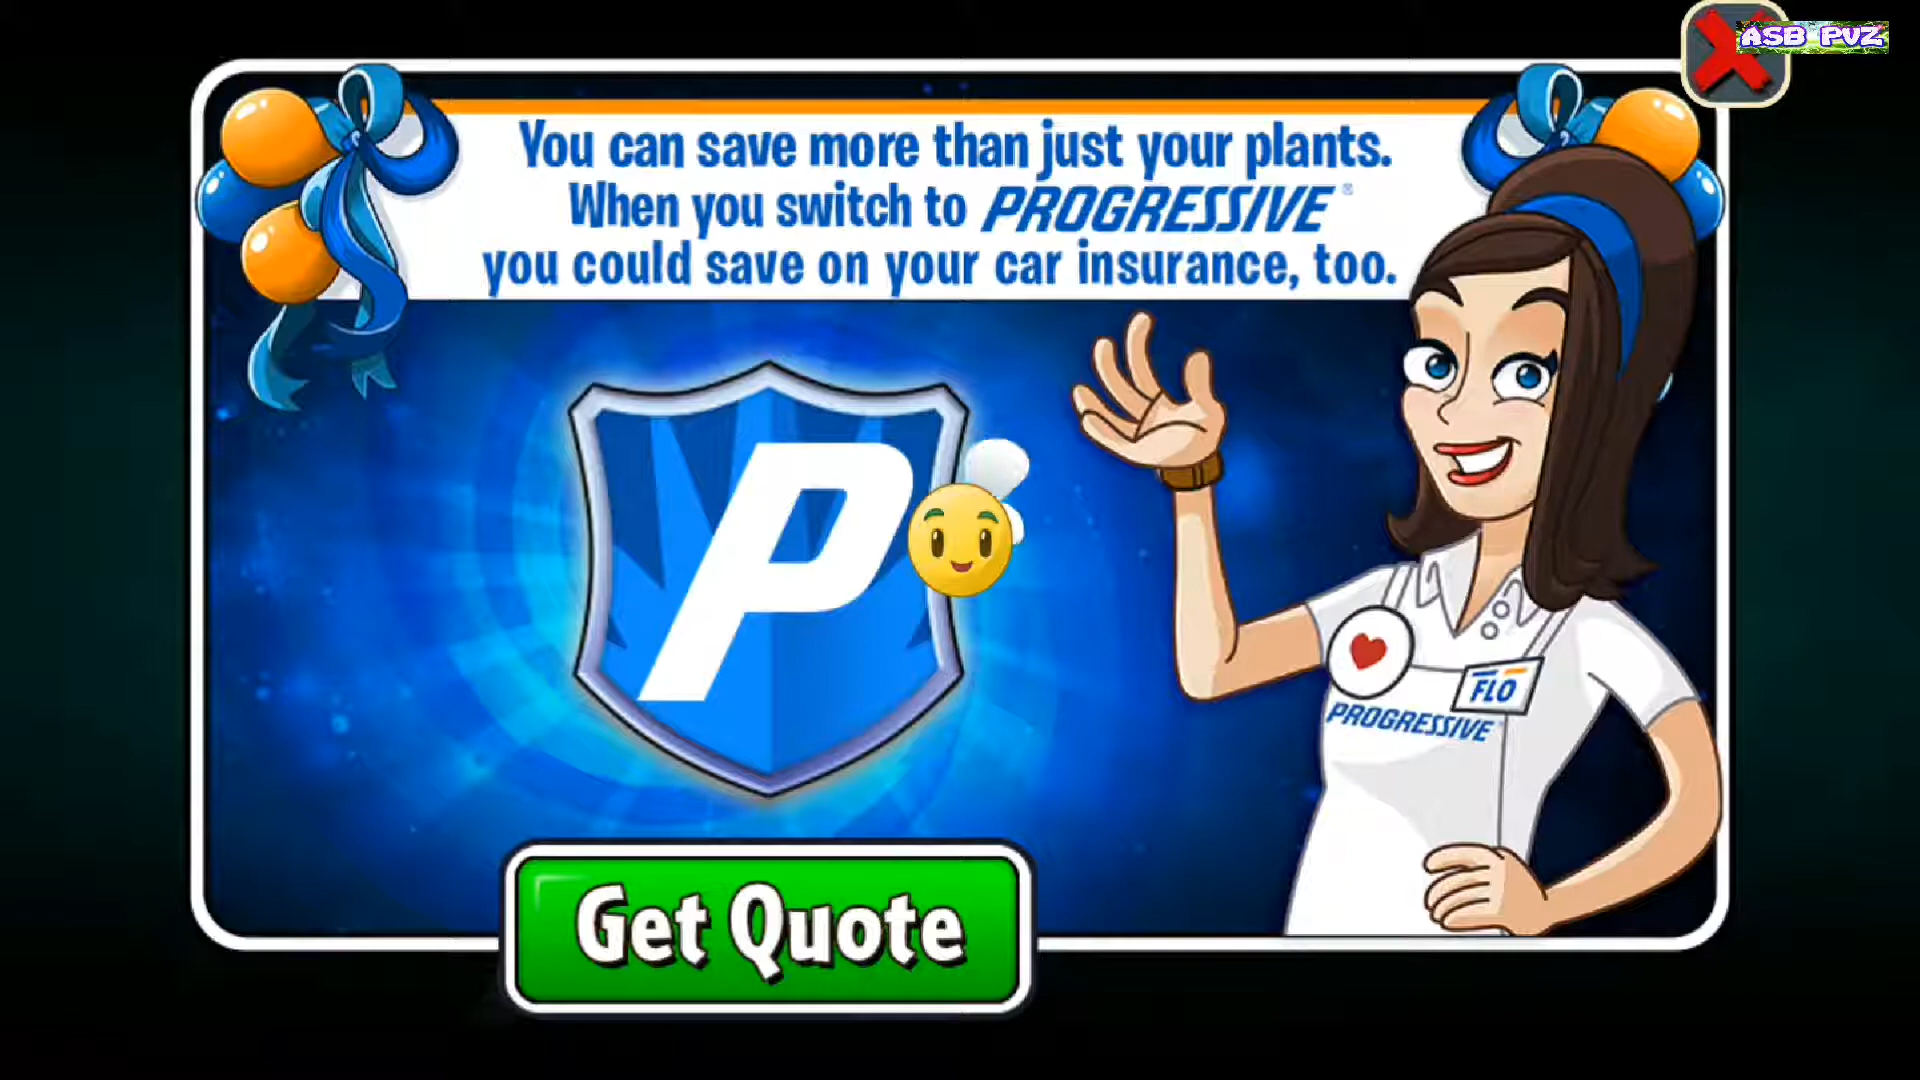 ASB PVZ
You can save more than just your plants.
When you switch to PROGRESSIVE®
you could save on your car insurance, too.
P
FLO
PROGRESSIVE
Get Quote